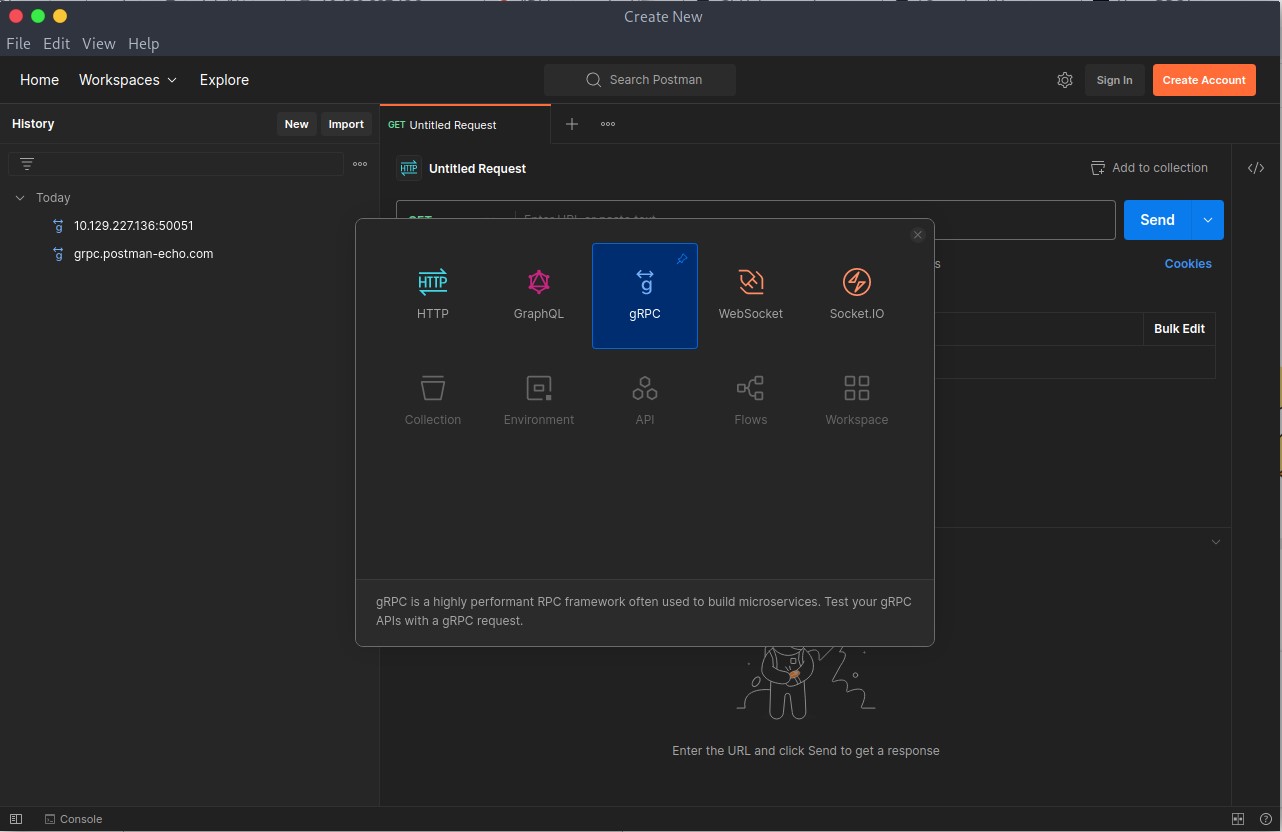 Create New
File Edit View Help
Home Workspaces Explore
Search Postman
Sign In
Create Account
History
New
Import
GET Untitled Request
HTTP Untitled Request
Add to collection
</>
Today
10.129.227.136:50051
grpc.postman-echo.com
Send
Cookies
Bulk Edit
HTTP
HTTP
GraphQL
g
gRPC
WebSocket
Socket.IO
Collection
Environment
API
Flows
Workspace
gRPC is a highly performant RPC framework often used to build microservices. Test your gRPC
APIs with a gRPC request.
Enter the URL and click Send to get a response
Console